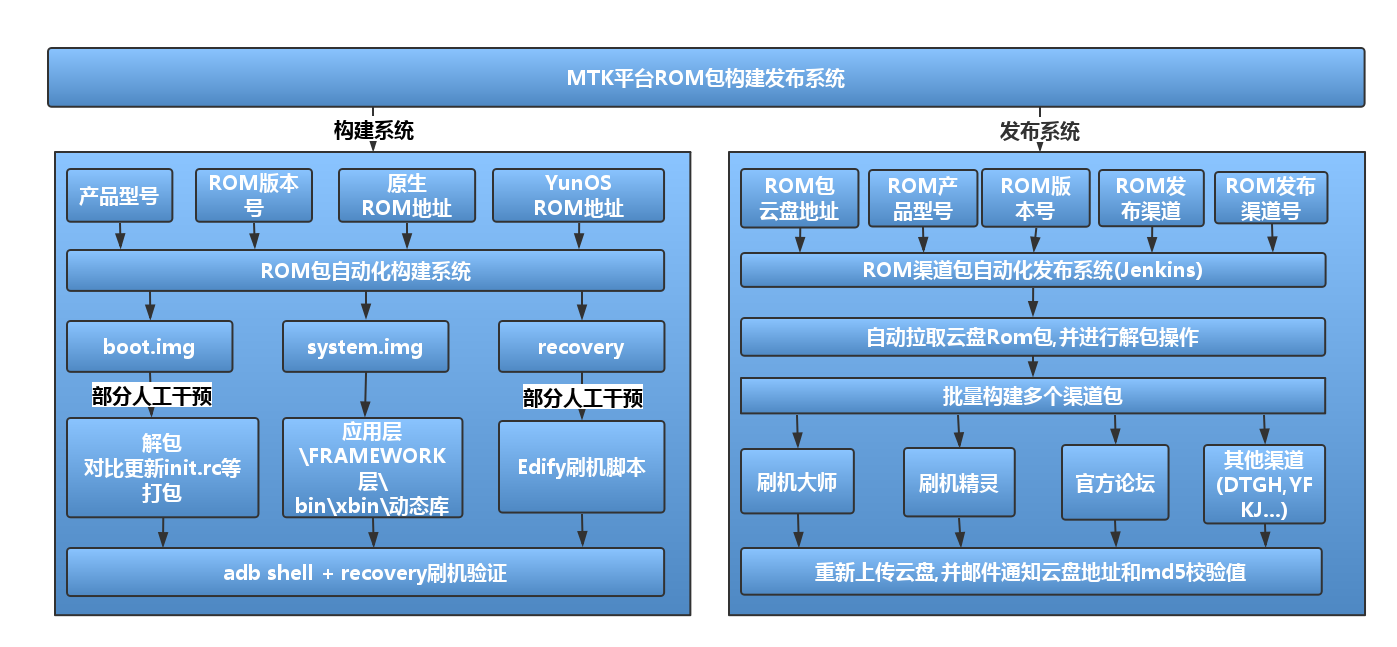 MTK平台ROM包构建发布系统
构建系统
产品型号
ROM版本
号
原生
ROM地址
YunOS
ROM地址
ROM包自动化构建系统
boot.img
system.img
recovery
部分人工干预
部分人工干预
解包
对比更新init.rc等
打包
应用层
\FRAMEWORK
层\
bin\xbin\动态库
Edify刷机脚本
adb shell + recovery刷机验证
发布系统
ROM包
云盘地址
ROM产
品型号
ROM版
本号
ROM发
布渠道
ROM发布
渠道号
ROM渠道包自动化发布系统(Jenkins)
自动拉取云盘Rom包,并进行解包操作
批量构建多个渠道包
刷机大师
刷机精灵
官方论坛
其他渠道
(DTGH,YF
KJ...)
重新上传云盘,并邮件通知云盘地址和md5校验值